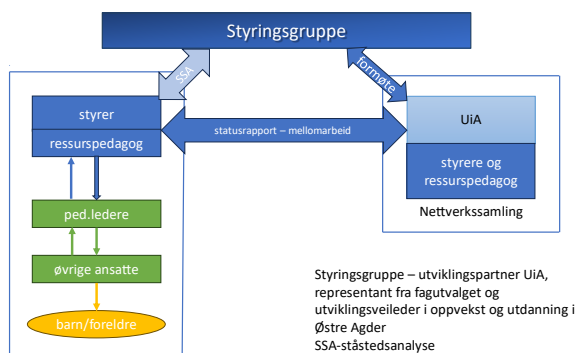 Styringsgruppe
SSA
formøte
styrer
ressurspedagog
statusrapport – mellomarbeid
UiA
styrere og
ressurspedagog
Nettverkssamling
ped.ledere
øvrige ansatte
barn/foreldre
Styringsgruppe – utviklingspartner UiA,
representant fra fagutvalget og
utviklingsveileder i oppvekst og utdanning i
Østre Agder
SSA-ståstedsanalyse